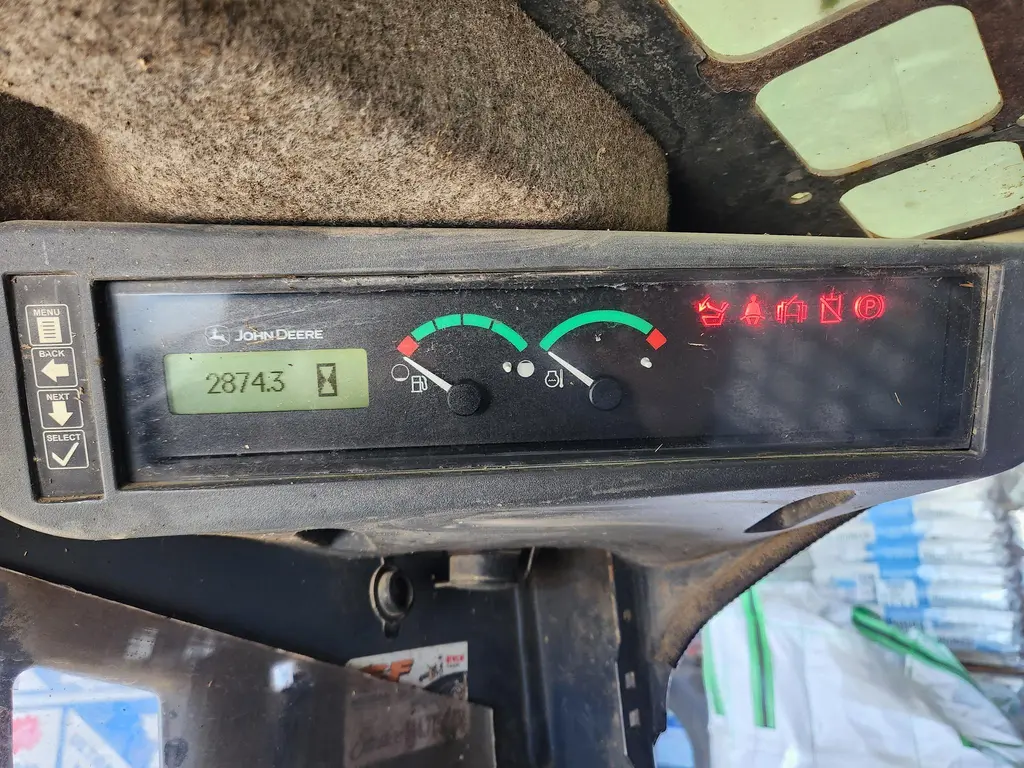 MENU
BACK
NEXT
SELECT
JOHN DEERE
2874.3
P